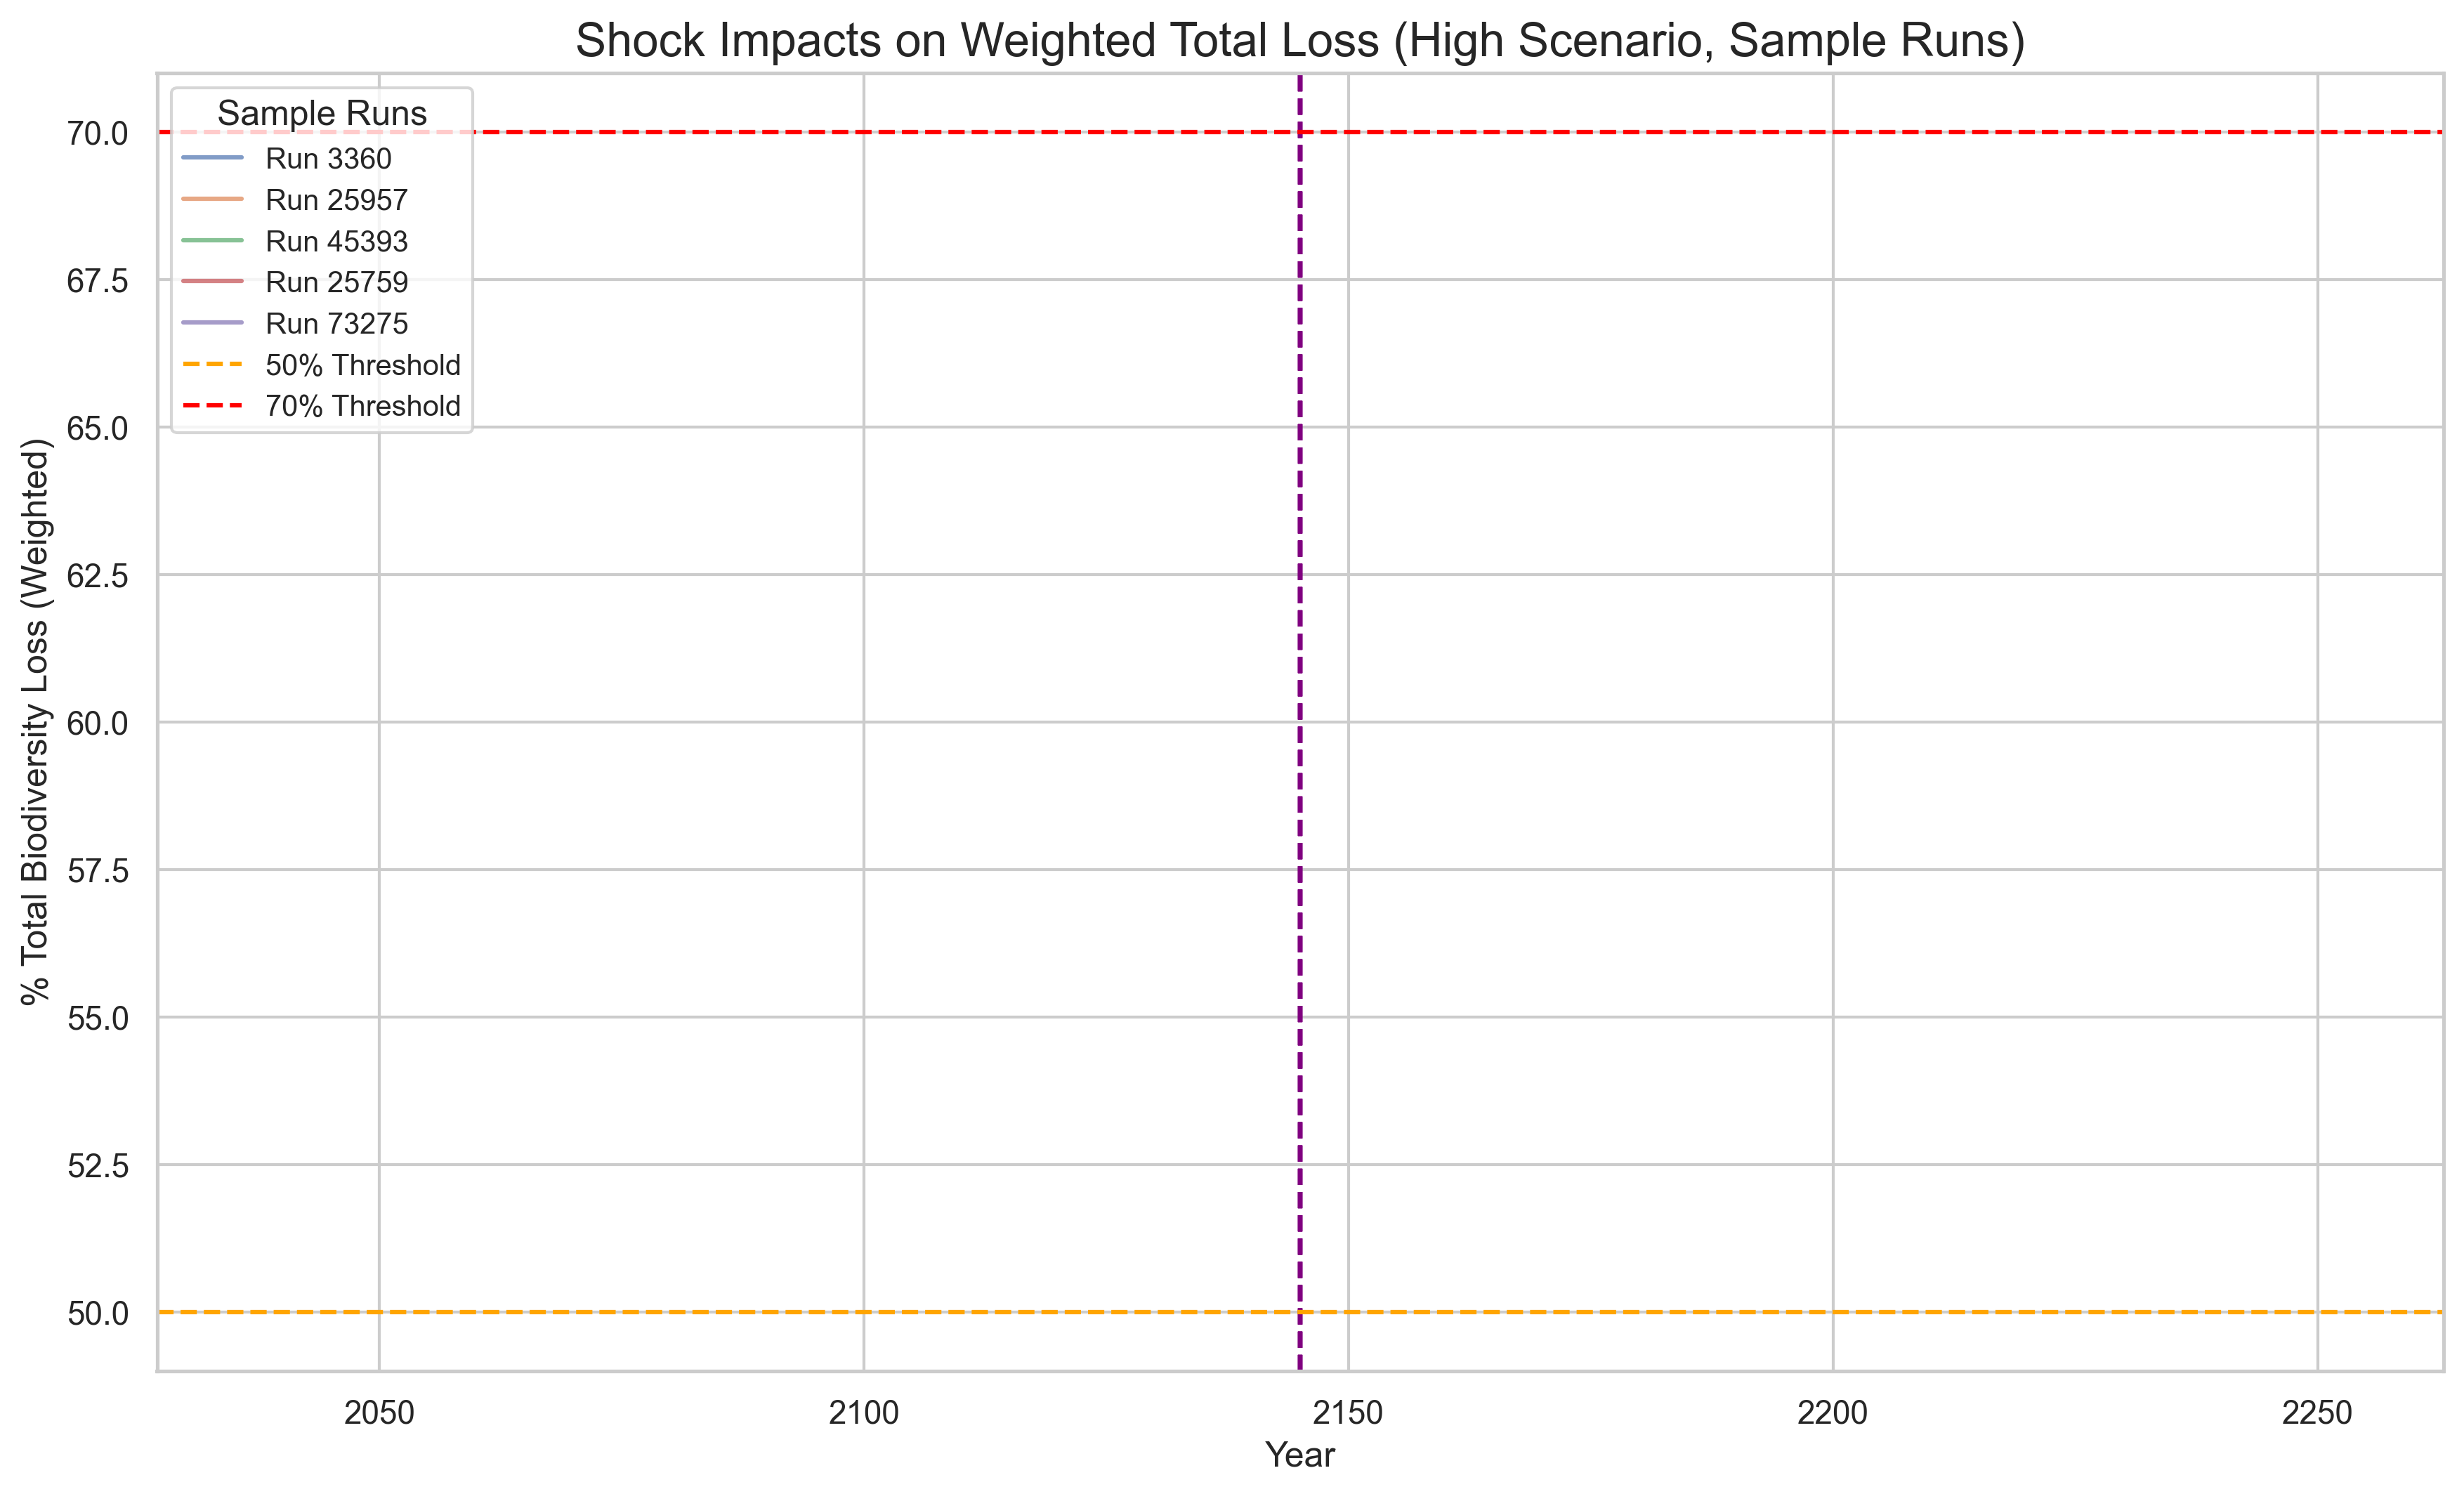 Shock Impacts on Weighted Total Loss (High Scenario, Sample Runs)
Sample Runs
Run 3360
Run 25957
Run 45393
Run 25759
Run 73275
50% Threshold
70% Threshold
% Total Biodiversity Loss (Weighted)
70.0
67.5
65.0
62.5
60.0
57.5
55.0
52.5
50.0
2050
2100
2150
2200
2250
Year